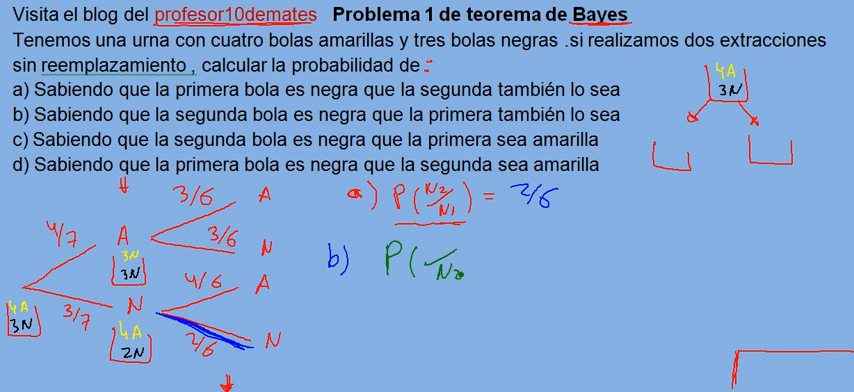 Visita el blog del profesor10demates Problema 1 de teorema de Bayes
Tenemos una urna con cuatro bolas amarillas y tres bolas negras .si realizamos dos extracciones
sin reemplazamiento , calcular la probabilidad de :
a) Sabiendo que la primera bola es negra que la segunda también lo sea
b) Sabiendo que la segunda bola es negra que la primera también lo sea
c) Sabiendo que la segunda bola es negra que la primera sea amarilla
d) Sabiendo que la primera bola es negra que la segunda sea amarilla
4A
3N
3/6 A
4/7 A
3/6 N
3N
3N
4/6 A
4A
3N
3/7 N
4A
2N
2/6 N
a) P(N2/N1) = 2/6
b) P( /N2